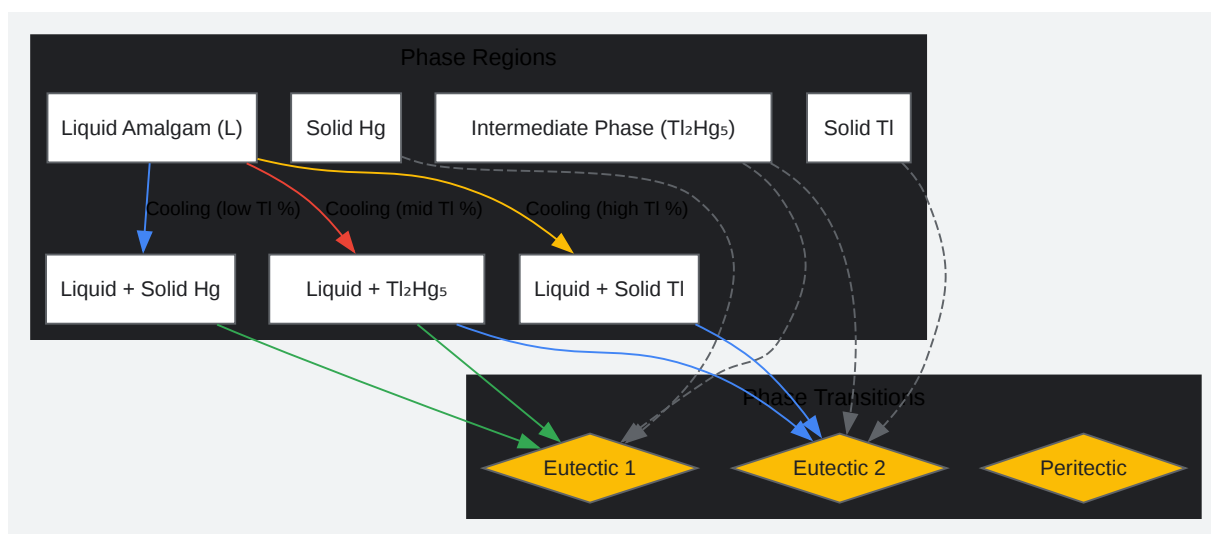 Phase Regions
Liquid Amalgam (L)
Solid Hg
Intermediate Phase (Tl₂Hg₅)
Solid Tl
Cooling (low Tl %)
Cooling (mid Tl %)
Cooling (high Tl %)
Liquid + Solid Hg
Liquid + Tl₂Hg₅
Liquid + Solid Tl
Phase Transitions
Eutectic 1
Eutectic 2
Peritectic